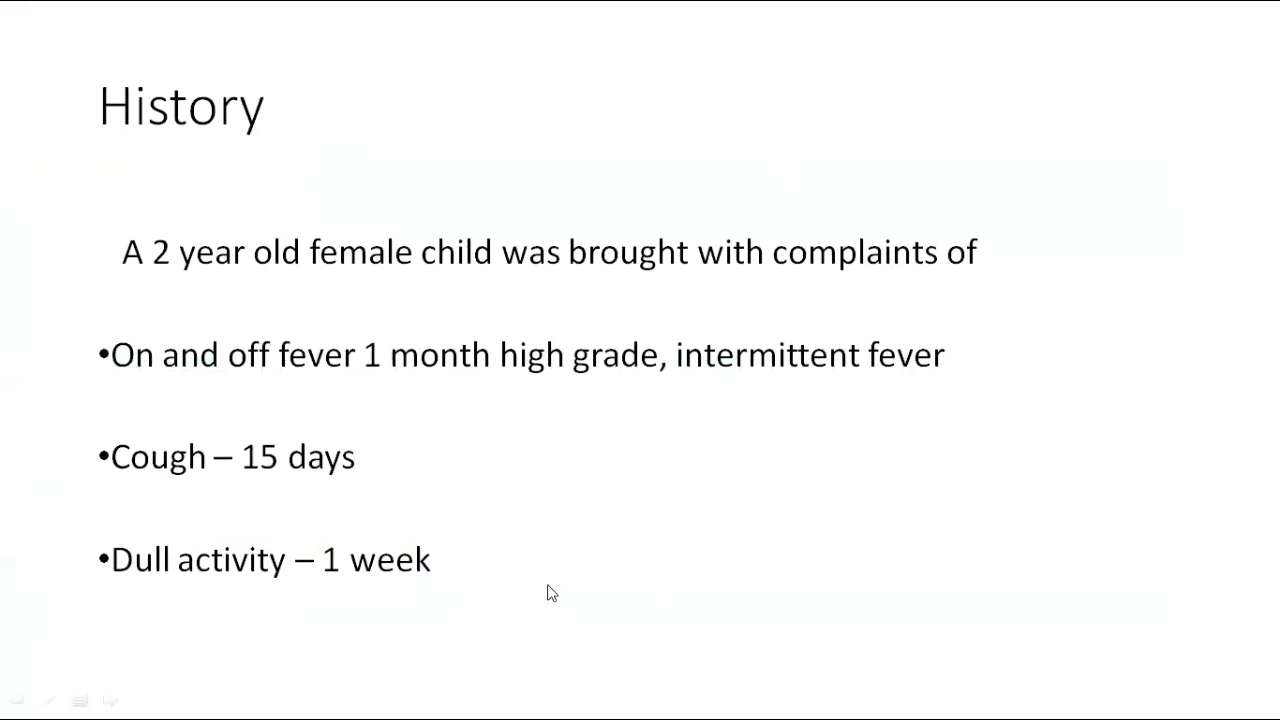 History
A 2 year old female child was brought with complaints of
•On and off fever 1 month high grade, intermittent fever
•Cough – 15 days
•Dull activity – 1 week